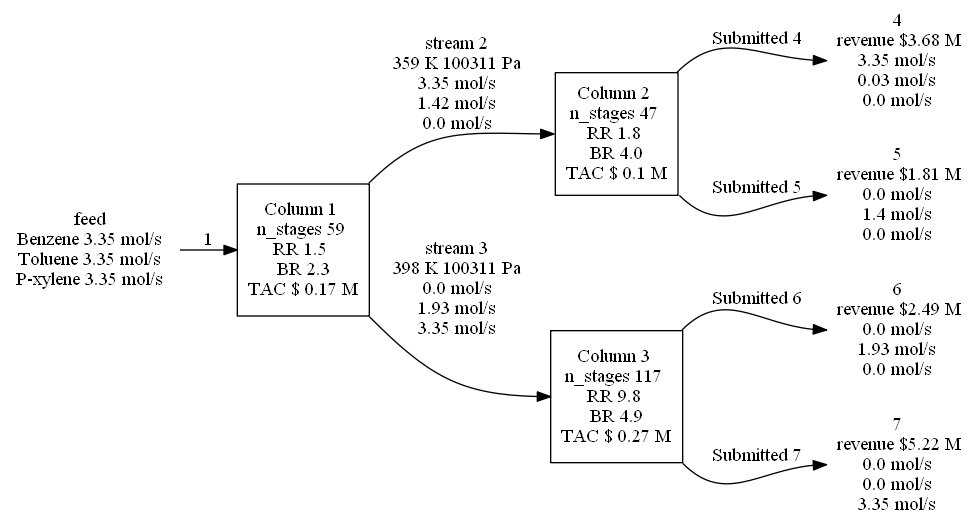 feed
Benzene 3.35 mol/s
Toluene 3.35 mol/s
P-xylene 3.35 mol/s
1
Column 1
n_stages 59
RR 1.5
BR 2.3
TAC $ 0.17 M
stream 2
359 K 100311 Pa
3.35 mol/s
1.42 mol/s
0.0 mol/s
stream 3
398 K 100311 Pa
0.0 mol/s
1.93 mol/s
3.35 mol/s
Column 2
n_stages 47
RR 1.8
BR 4.0
TAC $ 0.1 M
Column 3
n_stages 117
RR 9.8
BR 4.9
TAC $ 0.27 M
Submitted 4
4
revenue $3.68 M
3.35 mol/s
0.03 mol/s
0.0 mol/s
Submitted 5
5
revenue $1.81 M
0.0 mol/s
1.4 mol/s
0.0 mol/s
Submitted 6
6
revenue $2.49 M
0.0 mol/s
1.93 mol/s
0.0 mol/s
Submitted 7
7
revenue $5.22 M
0.0 mol/s
0.0 mol/s
3.35 mol/s